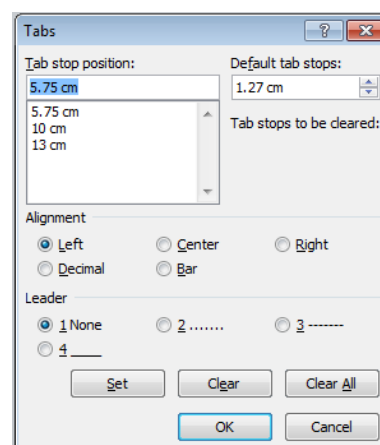 Tabs
Tab stop position: Default tab stops:
5.75 cm 1.27 cm
5.75 cm Tab stops to be cleared:
10 cm
13 cm
Alignment
Left Center Right
Decimal Bar
Leader
1 None 2 ....... 3 -------
4 ____
Set Clear Clear All
OK Cancel